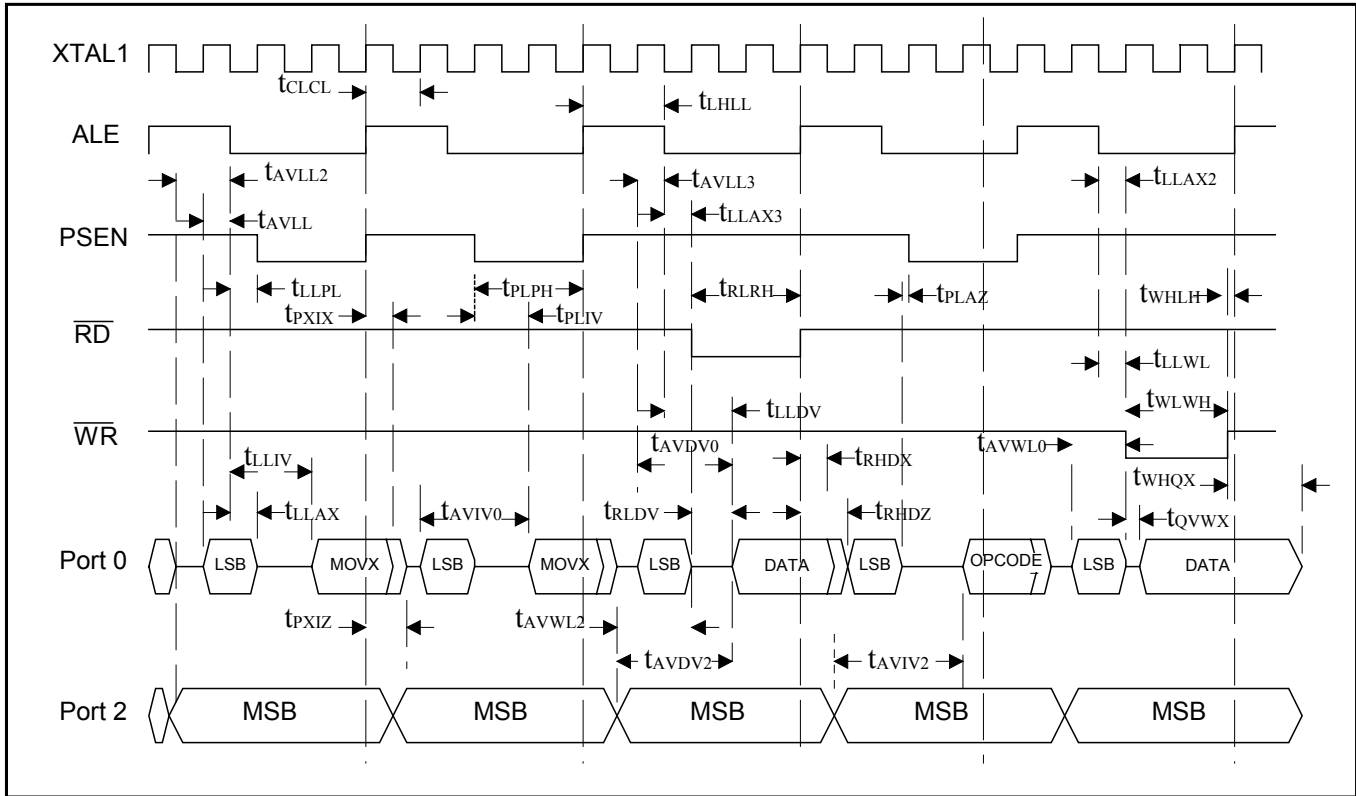 XTAL1
tCLCL
tLHLL
ALE
tAVLL2
tAVLL3
tLLAX2
tAVLL
tLLAX3
PSEN
tLLPL
tPLPH
tRLRH
tPLAZ
tWHLH
tPXIX
tPLIV
RD
tLLWL
tLLDV
tWLWH
WR
tAVDV0
tAVWL0
tLLIV
tRHDX
tWHQX
tLLAX
tAVIV0
tRLDV
tRHDZ
tQVWX
Port 0
LSB
MOVX
LSB
MOVX
LSB
DATA
LSB
OPCODE
LSB
DATA
tPXIZ
tAVWL2
tAVDV2
tAVIV2
Port 2
MSB
MSB
MSB
MSB
MSB